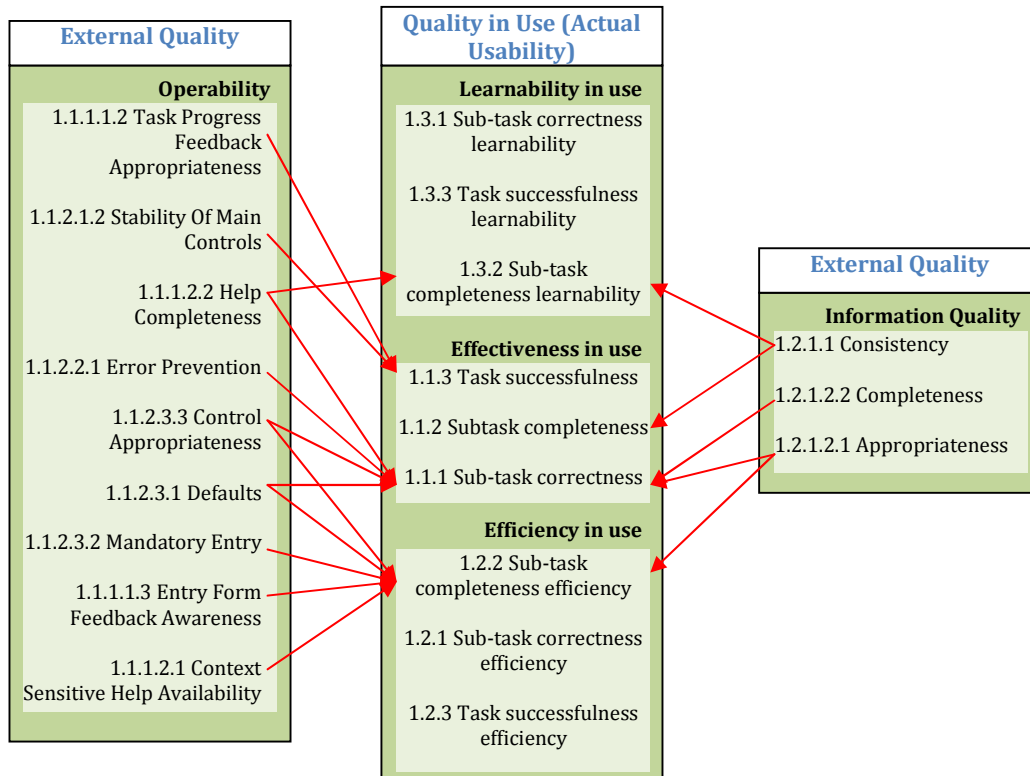 External Quality
Operability
1.1.1.1.2 Task Progress
Feedback
Appropriateness
1.1.2.1.2 Stability Of Main
Controls
1.1.1.2.2 Help
Completeness
1.1.2.2.1 Error Prevention
1.1.2.3.3 Control
Appropriateness
1.1.2.3.1 Defaults
1.1.2.3.2 Mandatory Entry
1.1.1.1.3 Entry Form
Feedback Awareness
1.1.1.2.1 Context
Sensitive Help Availability
Quality in Use (Actual
Usability)
Learnability in use
1.3.1 Sub-task correctness
learnability
1.3.3 Task successfulness
learnability
1.3.2 Sub-task
completeness learnability
Effectiveness in use
1.1.3 Task successfulness
1.1.2 Subtask completeness
1.1.1 Sub-task correctness
Efficiency in use
1.2.2 Sub-task
completeness efficiency
1.2.1 Sub-task correctness
efficiency
1.2.3 Task successfulness
efficiency
External Quality
Information Quality
1.2.1.1 Consistency
1.2.1.2.2 Completeness
1.2.1.2.1 Appropriateness